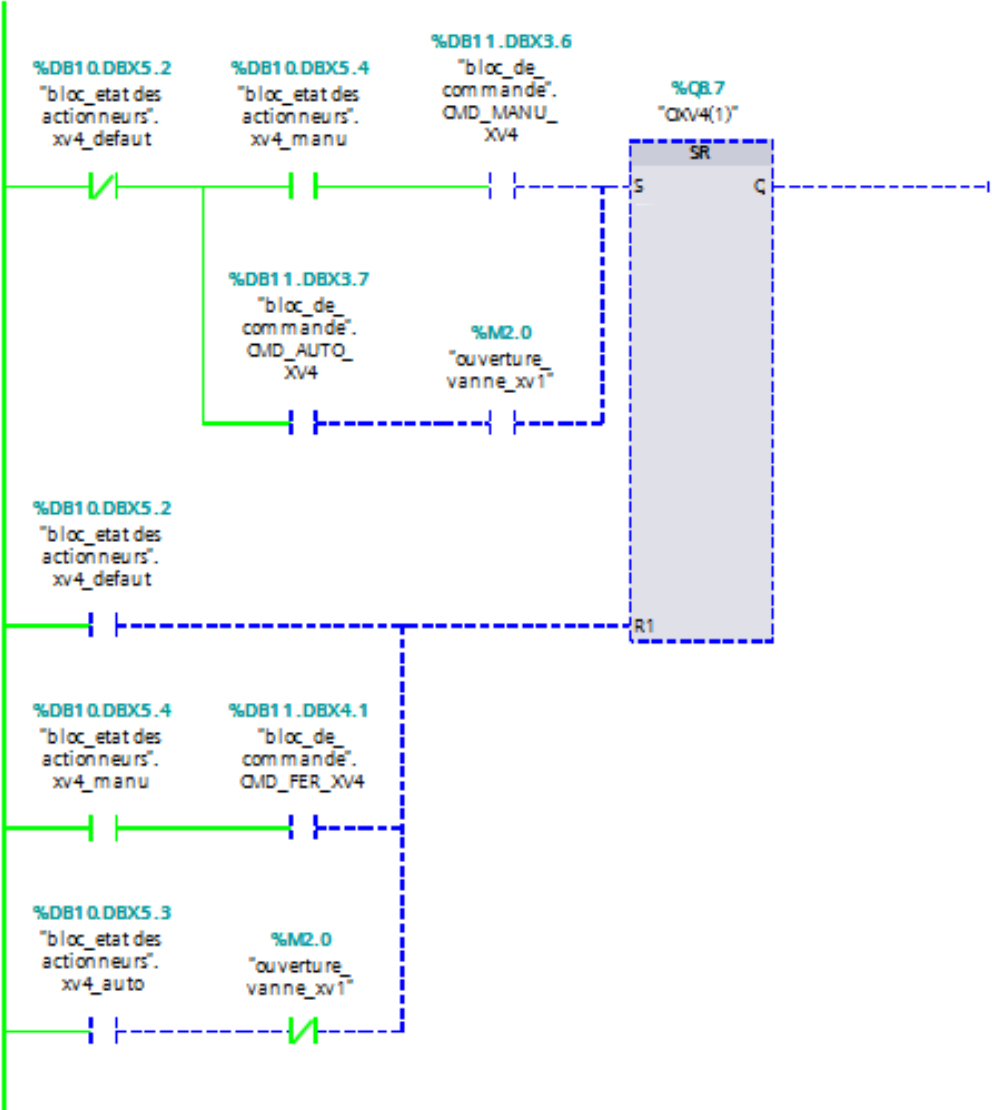 %DB10.DBX5.2
"bloc_etat des
actionneurs".
xv4_defaut
%DB10.DBX5.4
"bloc_etat des
actionneurs".
xv4_manu
%DB11.DBX3.6
"bloc_de_
commande".
CMD_MANU_
XV4
%Q8.7
"OXV4(1)"
SR
S
Q
%DB11.DBX3.7
"bloc_de_
commande".
CMD_AUTO_
XV4
%M2.0
"ouverture_
vanne_xv1"
%DB10.DBX5.2
"bloc_etat des
actionneurs".
xv4_defaut
R1
%DB10.DBX5.4
"bloc_etat des
actionneurs".
xv4_manu
%DB11.DBX4.1
"bloc_de_
commande".
CMD_FER_XV4
%DB10.DBX5.3
"bloc_etat des
actionneurs".
xv4_auto
%M2.0
"ouverture_
vanne_xv1"